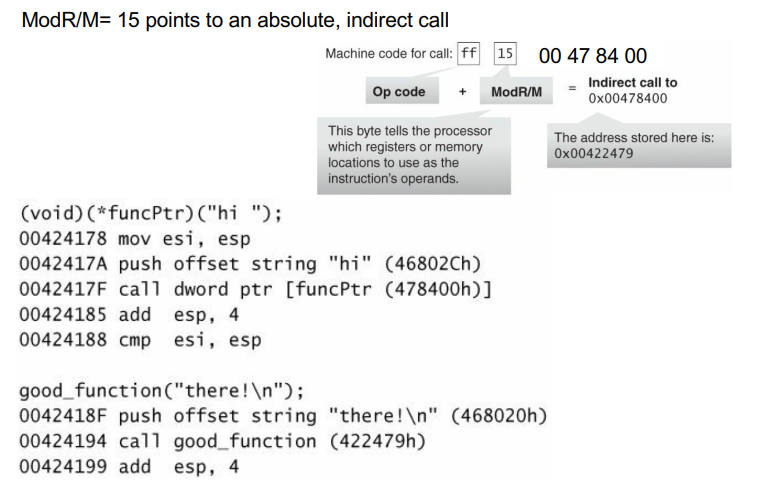 ModR/M= 15 points to an absolute, indirect call
Machine code for call: ff 15 00 47 84 00
Op code + ModR/M = Indirect call to
0x00478400
This byte tells the processor
which registers or memory
locations to use as the
instruction's operands.
The address stored here is:
0x00422479
(void)(*funcPtr)("hi ");
00424178 mov esi, esp
0042417A push offset string "hi" (46802Ch)
0042417F call dword ptr [funcPtr (478400h)]
00424185 add esp, 4
00424188 cmp esi, esp
good_function("there!\n");
0042418F push offset string "there!\n" (468020h)
00424194 call good_function (422479h)
00424199 add esp, 4